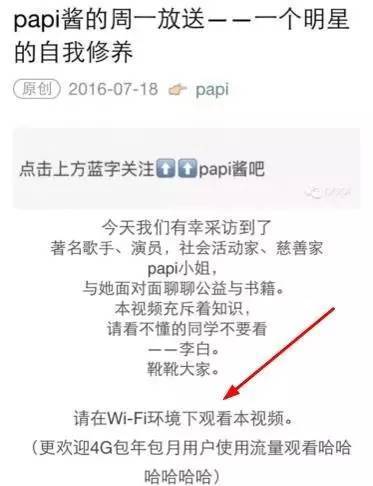 papi酱的周一放送——一个明星
的自我修养
原创 2016-07-18 👉 papi
点击上方蓝字关注⬆️⬆️papi酱吧
papi
今天我们有幸采访到了
著名歌手、演员，社会活动家、慈善家
papi小姐，
与她面对面聊聊公益与书籍。
本视频充斥着知识，
请看不懂的同学不要看
——李白。
靴靴大家。
请在Wi-Fi环境下观看本视频。
（更欢迎4G包年包月用户使用流量观看哈哈
哈哈哈哈）